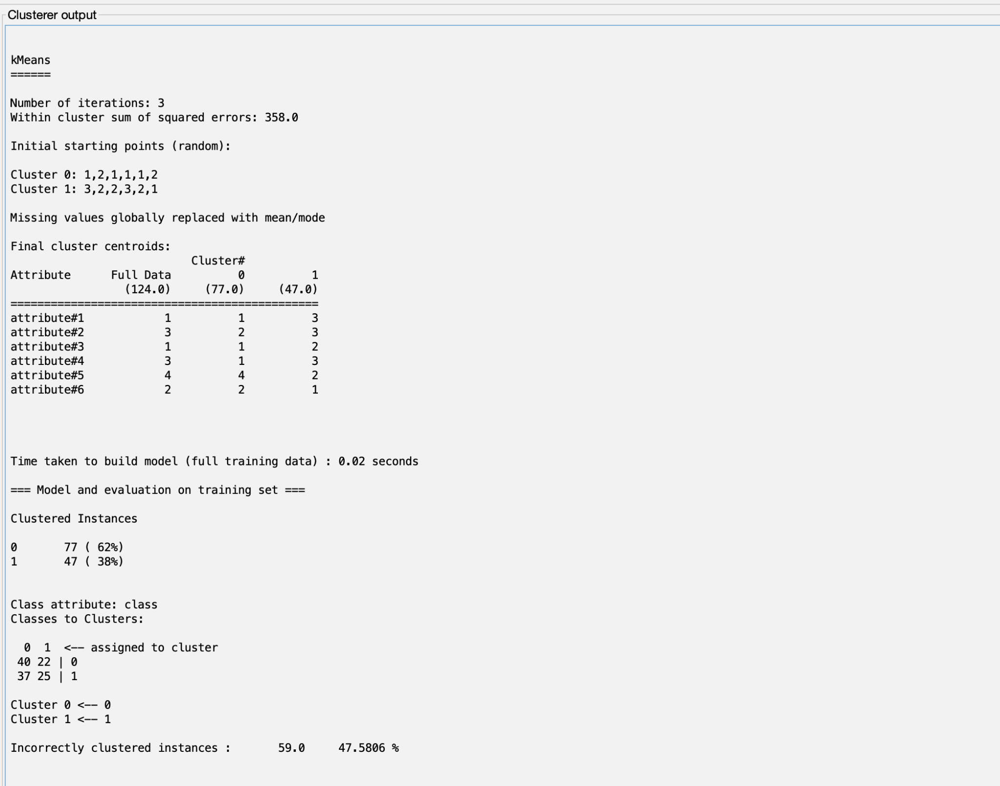 Clusterer output
kMeans
======
Number of iterations: 3
Within cluster sum of squared errors: 358.0
Initial starting points (random):
Cluster 0: 1,2,1,1,1,2
Cluster 1: 3,2,2,3,2,1
Missing values globally replaced with mean/mode
Final cluster centroids:
                           Cluster#
Attribute      Full Data          0          1
                 (124.0)     (77.0)     (47.0)
==============================================
attribute#1            1          1          3
attribute#2            3          2          3
attribute#3            1          1          2
attribute#4            3          1          3
attribute#5            4          4          2
attribute#6            2          2          1
Time taken to build model (full training data) : 0.02 seconds
=== Model and evaluation on training set ===
Clustered Instances
0       77 ( 62%)
1       47 ( 38%)
Class attribute: class
Classes to Clusters:
  0  1  <-- assigned to cluster
 40 22 | 0
 37 25 | 1
Cluster 0 <-- 0
Cluster 1 <-- 1
Incorrectly clustered instances :       59.0     47.5806 %